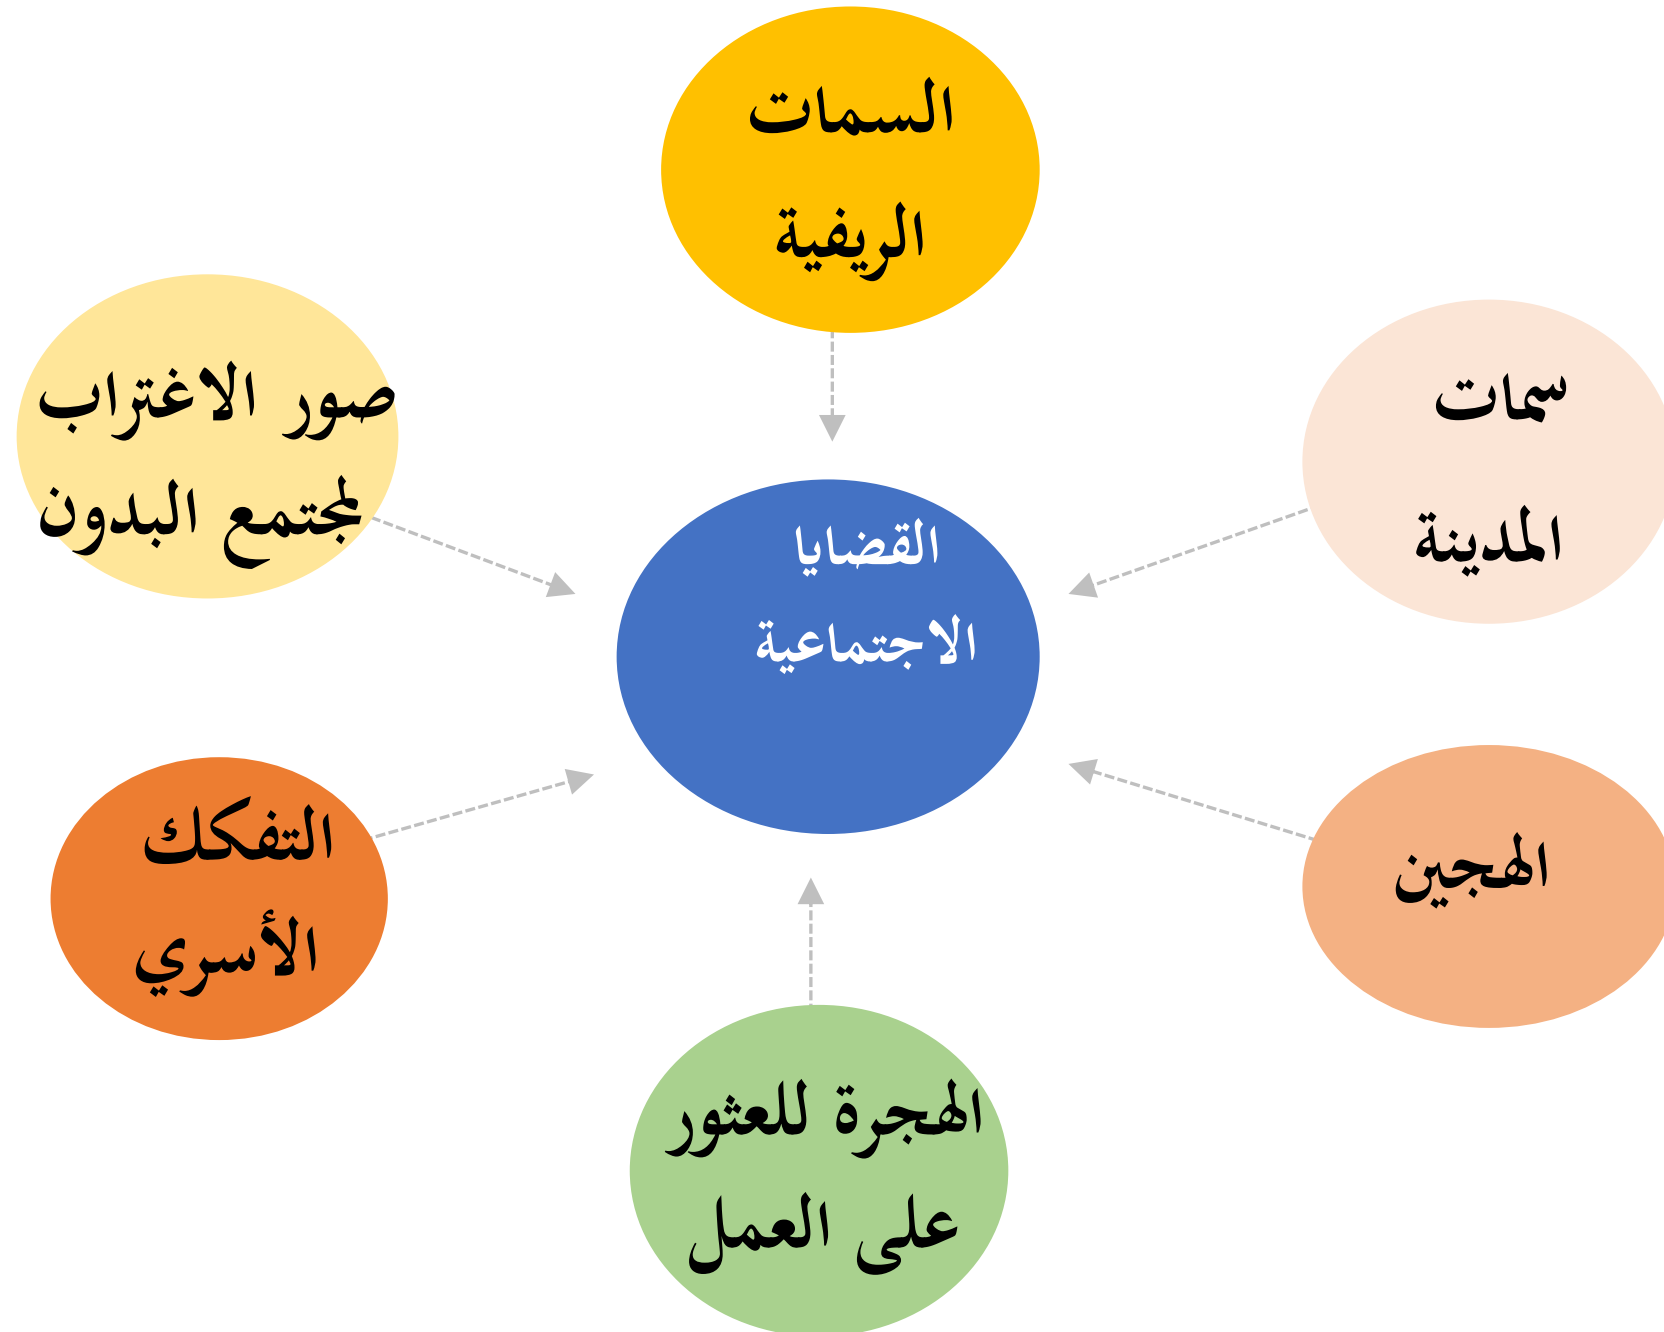 السمات
الريفية
سمات
المدينة
صور الاغتراب
لمجتمع البدون
القضايا
الاجتماعية
الهجين
التفكك
الأسري
الهجرة للعثور
على العمل